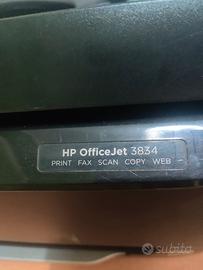 HP OfficeJet 3834
PRINT FAX SCAN COPY WEB
subito